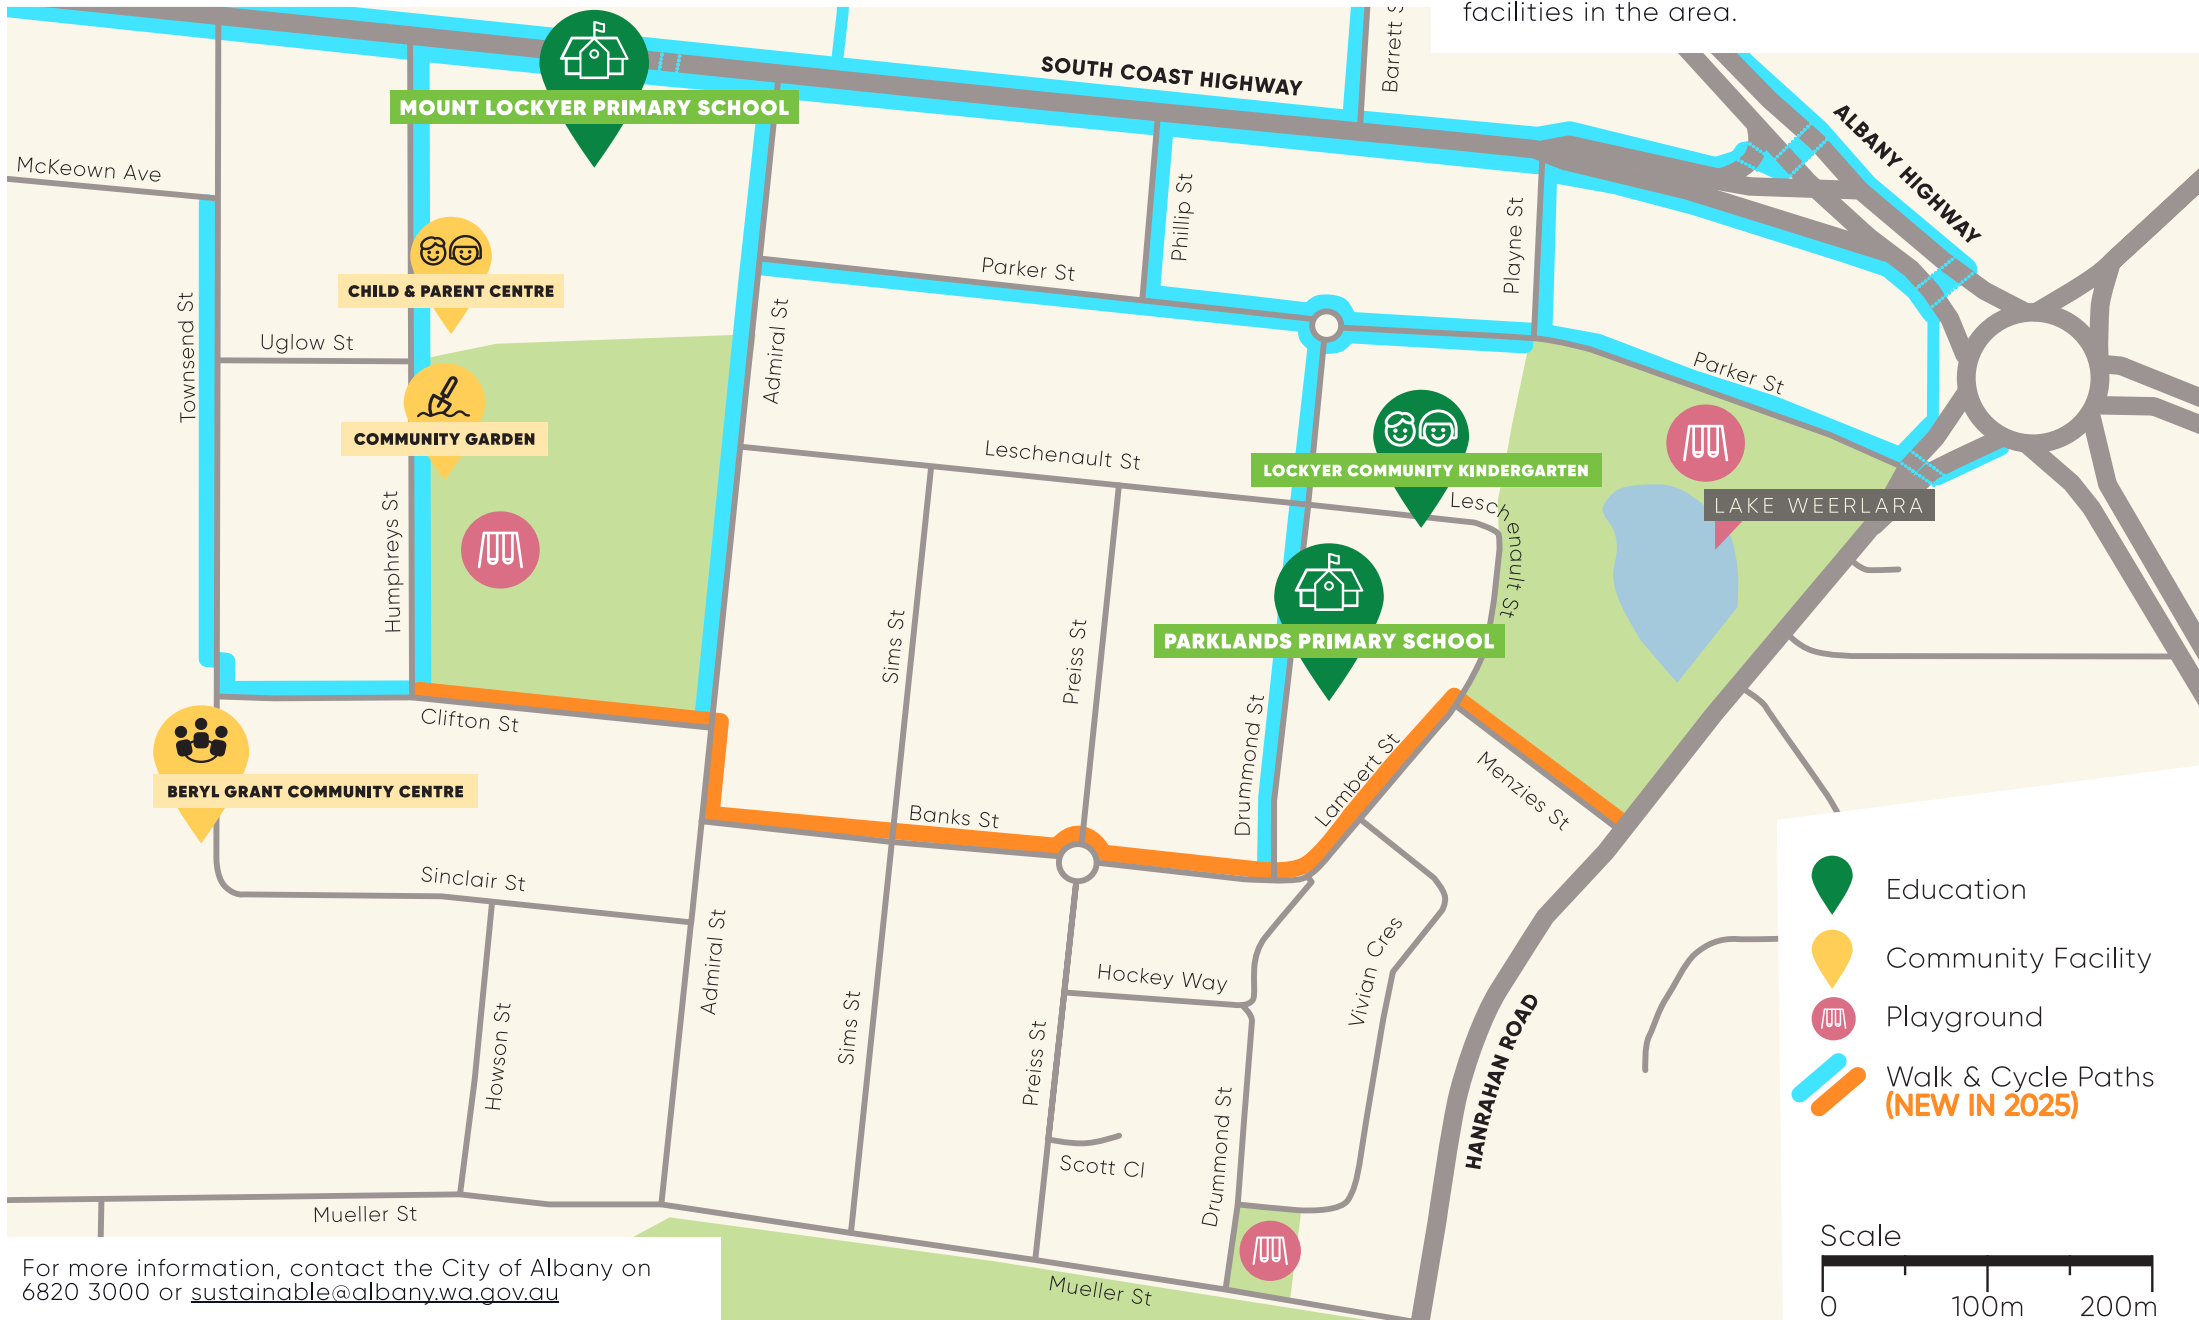 facilities in the area.
SOUTH COAST HIGHWAY
Barrett S
ALBANY HIGHWAY
MOUNT LOCKYER PRIMARY SCHOOL
McKeown Ave
Phillip St
Playne St
CHILD & PARENT CENTRE
Parker St
Townsend St
Uglow St
Admiral St
Parker St
COMMUNITY GARDEN
Leschenault St
LOCKYER COMMUNITY KINDERGARTEN
Leschenault St
LAKE WEERLARA
Humphreys St
Sims St
Preiss St
PARKLANDS PRIMARY SCHOOL
Clifton St
Drummond St
Lambert St
Menzies St
BERYL GRANT COMMUNITY CENTRE
Banks St
Sinclair St
Admiral St
Hockey Way
Vivian Cres
Howson St
Sims St
Preiss St
HANRAHAN ROAD
Drummond St
Scott Cl
Mueller St
Mueller St
Education
Community Facility
Playground
Walk & Cycle Paths
(NEW IN 2025)
Scale
0 100m 200m
For more information, contact the City of Albany on
6820 3000 or sustainable@albany.wa.gov.au